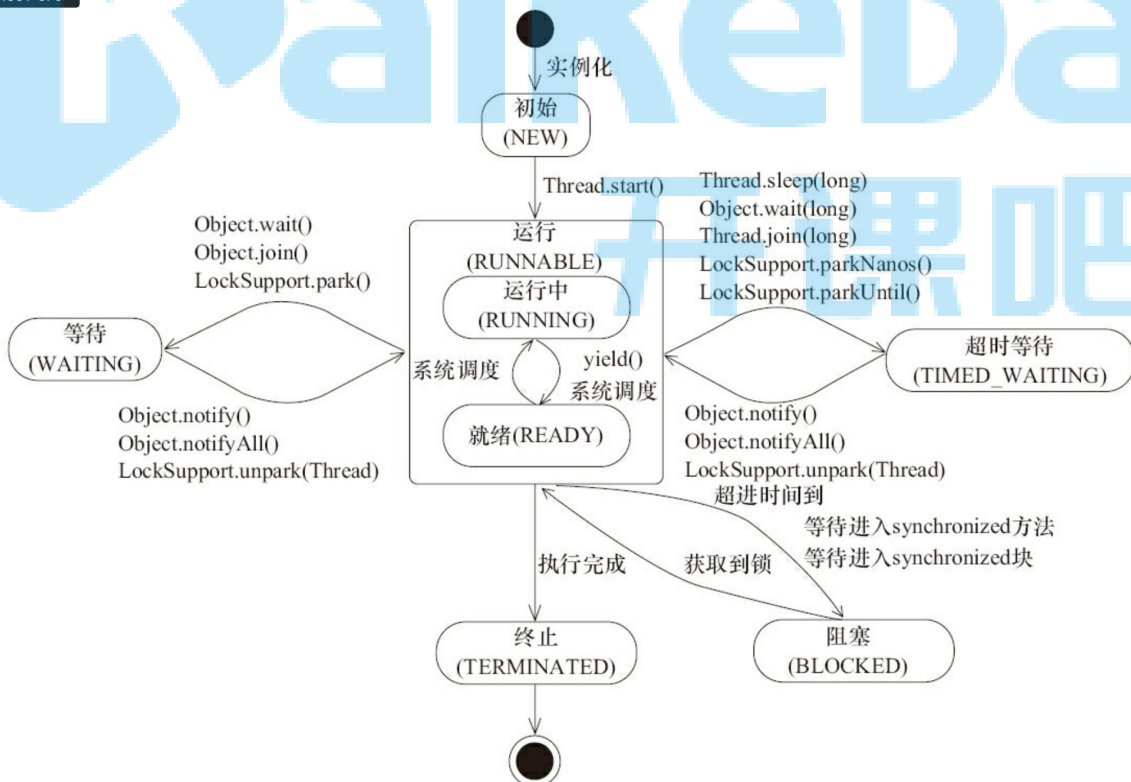 实例化
初始
(NEW)
Thread.start()
Thread.sleep(long)
Object.wait(long)
Thread.join(long)
LockSupport.parkNanos()
LockSupport.parkUntil()
Object.wait()
Object.join()
LockSupport.park()
运行
(RUNNABLE)
运行中
(RUNNING)
等待
(WAITING)
超时等待
(TIMED_WAITING)
系统调度
yield()
系统调度
就绪(READY)
Object.notify()
Object.notifyAll()
LockSupport.unpark(Thread)
Object.notify()
Object.notifyAll()
LockSupport.unpark(Thread)
超进时间到
等待进入synchronized方法
等待进入synchronized块
执行完成
获取到锁
终止
(TERMINATED)
阻塞
(BLOCKED)
开课吧